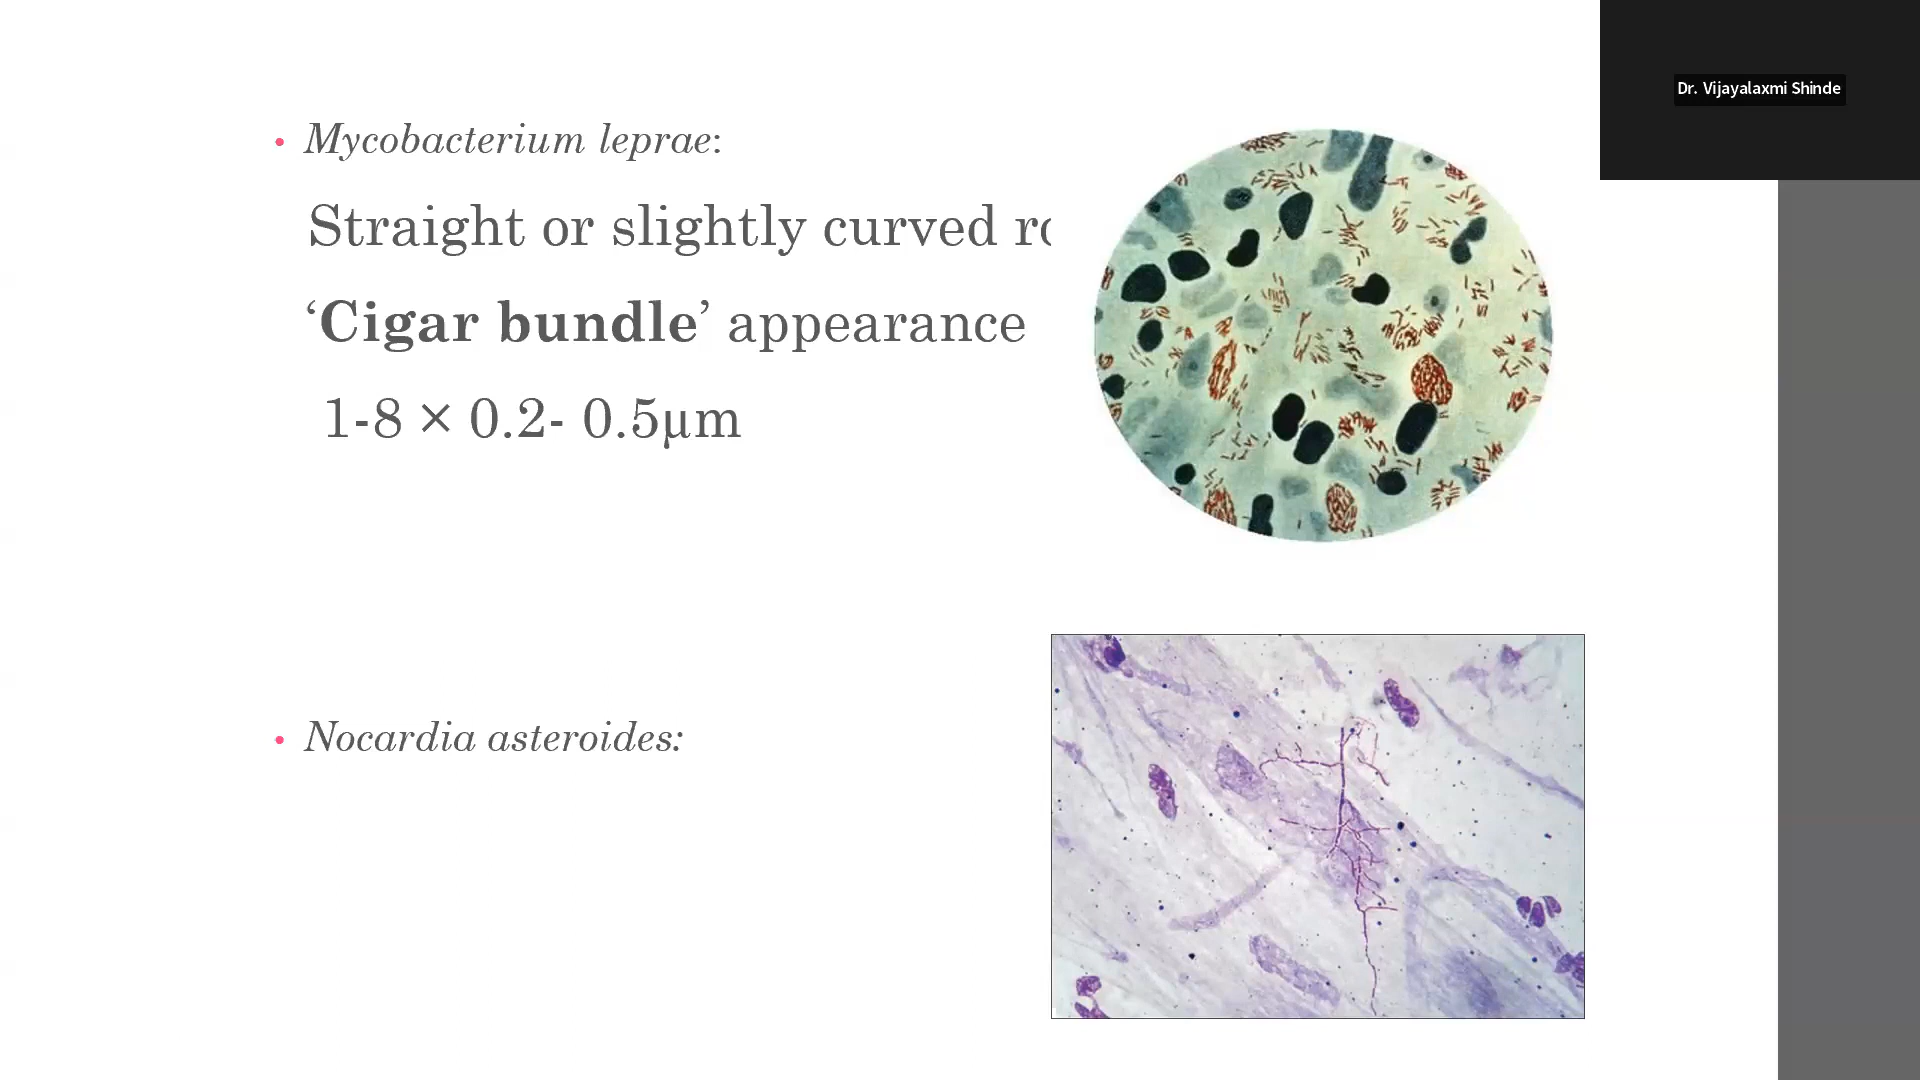 Dr. Vijayalaxmi Shinde
• Mycobacterium leprae:
Straight or slightly curved
‘Cigar bundle’ appearance
1-8 × 0.2- 0.5µm
• Nocardia asteroides: